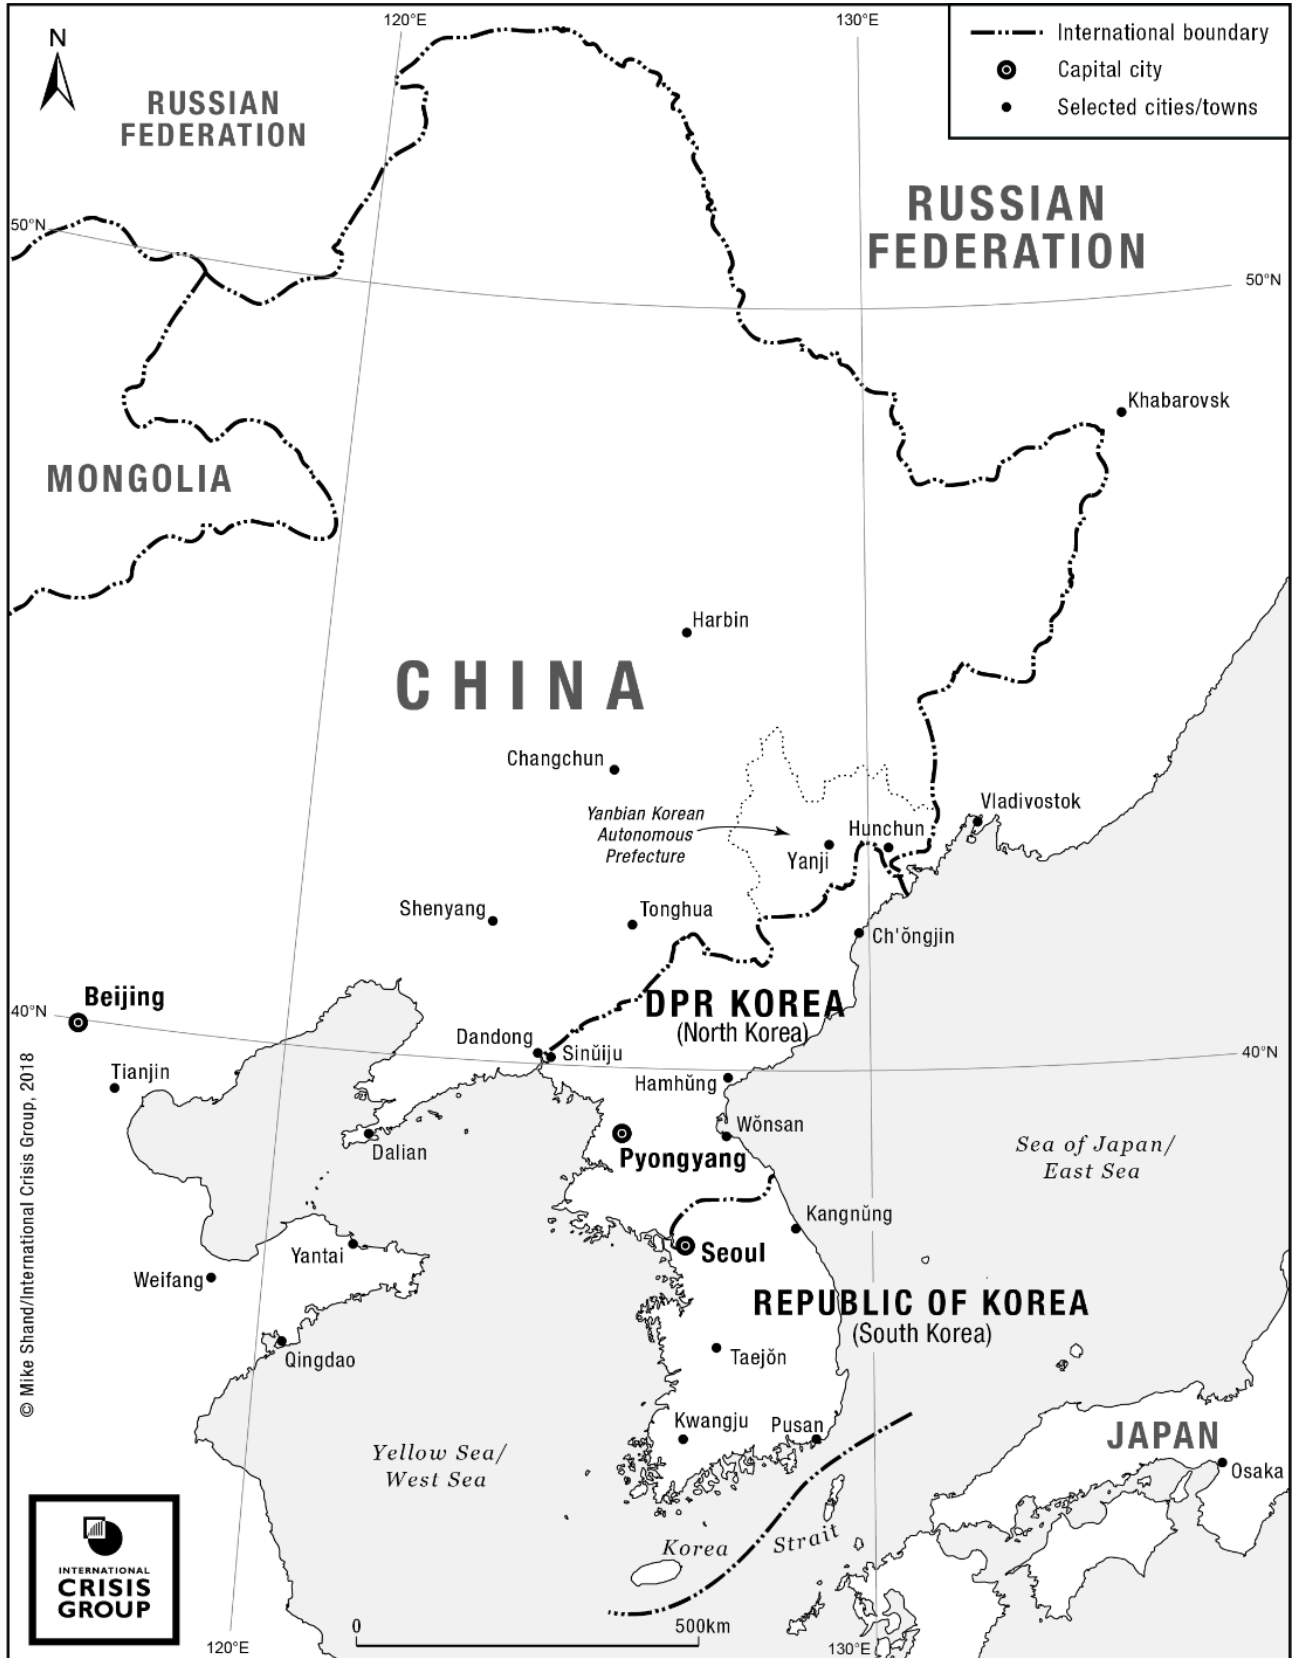 120°E
130°E
N
International boundary
Capital city
Selected cities/towns
RUSSIAN
FEDERATION
RUSSIAN
FEDERATION
50°N
50°N
Khabarovsk
MONGOLIA
Harbin
CHINA
Changchun
Yanbian Korean
Autonomous
Prefecture
Vladivostok
Hunchun
Yanji
Shenyang
Tonghua
Ch'ŏngjin
Beijing
40°N
DPR KOREA
(North Korea)
Dandong
Sinŭiju
40°N
Tianjin
Hamhŭng
Wŏnsan
Dalian
Pyongyang
Sea of Japan/
East Sea
Kangnŭng
Yantai
Seoul
Weifang
REPUBLIC OF KOREA
(South Korea)
Qingdao
Taejŏn
Kwangju
Pusan
Yellow Sea/
West Sea
JAPAN
Osaka
Korea Strait
INTERNATIONAL
CRISIS
GROUP
0 500km
120°E
130°E
© Mike Shand/International Crisis Group, 2018